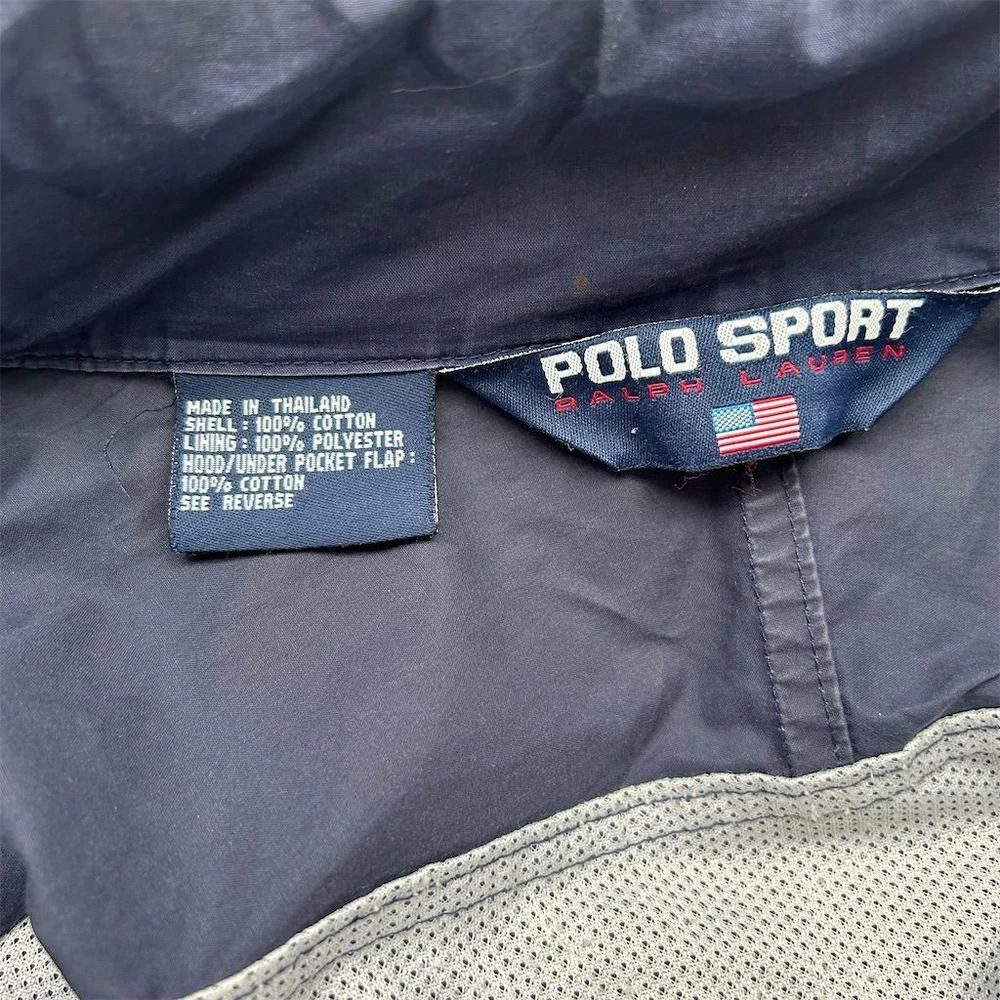 POLO SPORT
RALPH LAUREN
MADE IN THAILAND
SHELL : 100% COTTON
LINING : 100% POLYESTER
HOOD/UNDER POCKET FLAP :
100% COTTON
SEE REVERSE